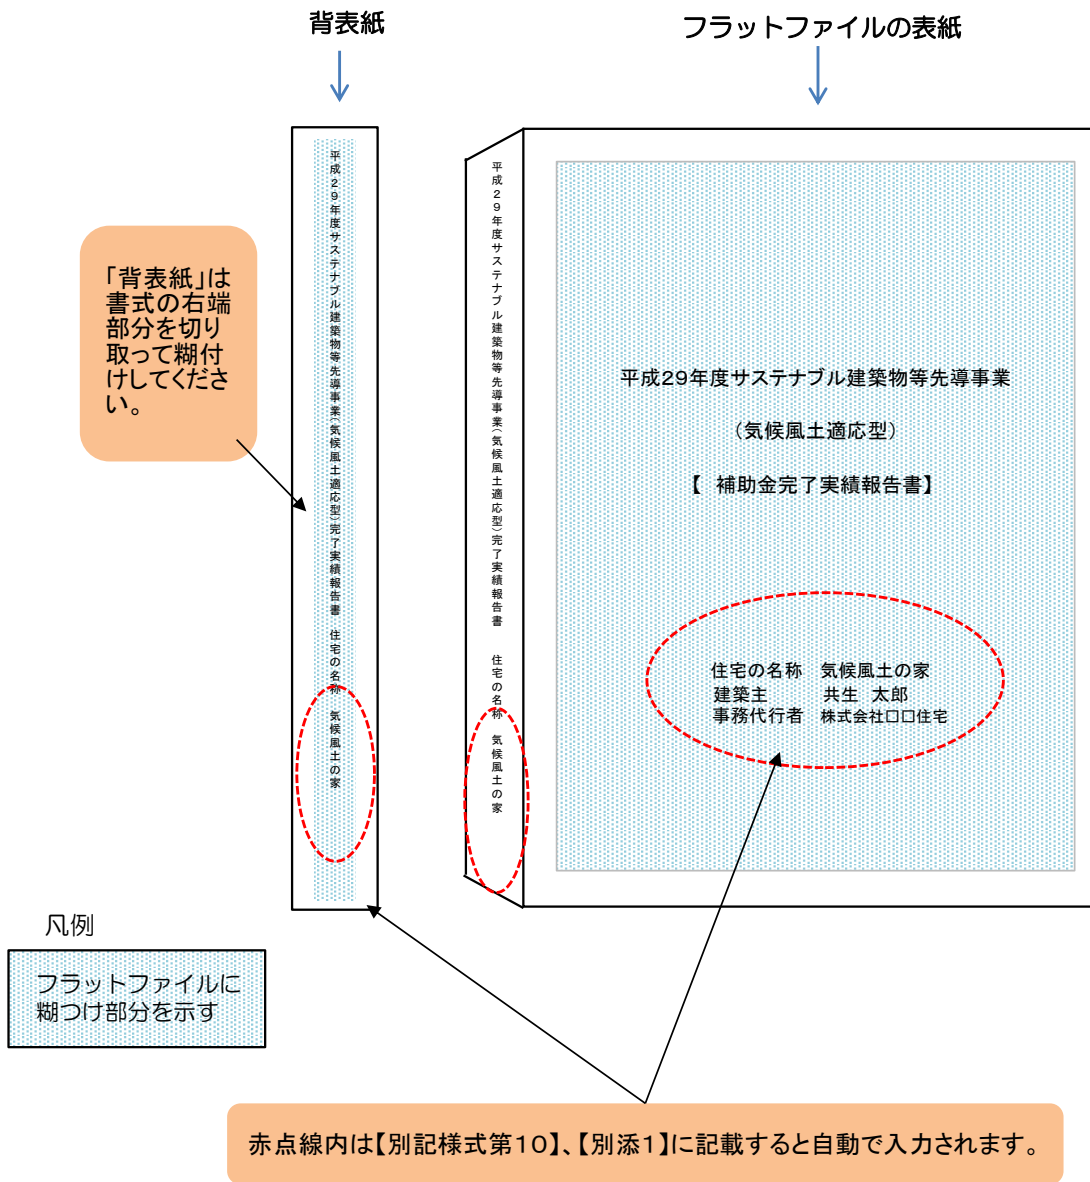 背表紙
フラットファイルの表紙
「背表紙」は
書式の右端
部分を切り
取って糊付
けしてくださ
い。
平成29年度サステナブル建築物等先導事業(気候風土適応型)完了実績報告書　住宅の名称　気候風土の家
平成29年度サステナブル建築物等先導事業(気候風土適応型)完了実績報告書　　住宅の名称　気候風土の家
平成29年度サステナブル建築物等先導事業
(気候風土適応型)
【　補助金完了実績報告書】
住宅の名称　気候風土の家
建築主　　　共生　太郎
事務代行者　株式会社□□住宅
凡例
フラットファイルに
糊つけ部分を示す
赤点線内は【別記様式第10】、【別添1】に記載すると自動で入力されます。